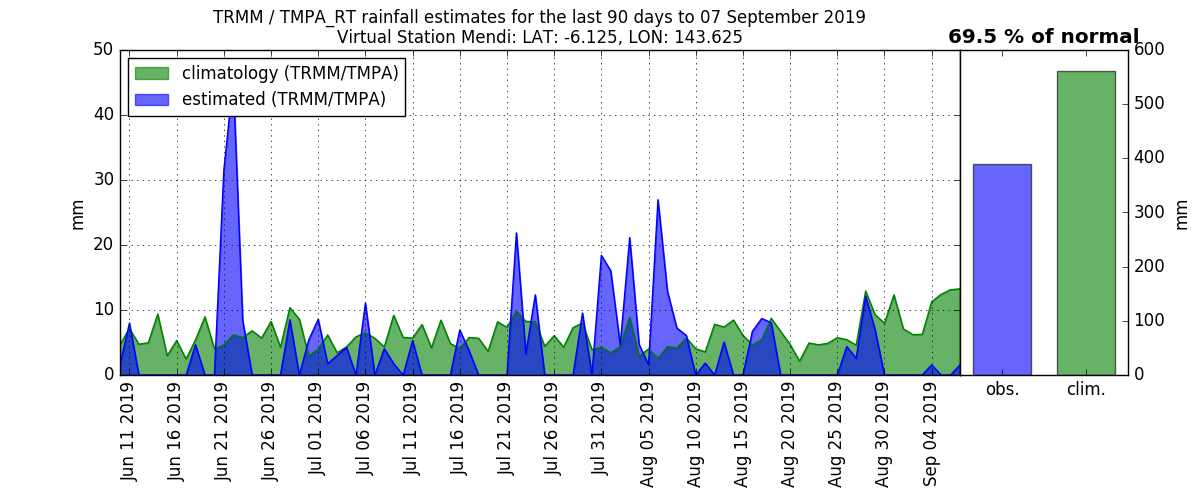 TRMM / TMPA_RT rainfall estimates for the last 90 days to 07 September 2019
Virtual Station Mendi: LAT: -6.125, LON: 143.625
69.5 % of normal
climatology (TRMM/TMPA)
estimated (TRMM/TMPA)
50
40
30
20
10
0
mm
Jun 11 2019
Jun 16 2019
Jun 21 2019
Jun 26 2019
Jul 01 2019
Jul 06 2019
Jul 11 2019
Jul 16 2019
Jul 21 2019
Jul 26 2019
Jul 31 2019
Aug 05 2019
Aug 10 2019
Aug 15 2019
Aug 20 2019
Aug 25 2019
Aug 30 2019
Sep 04 2019
obs.
clim.
600
500
400
300
200
100
0
mm